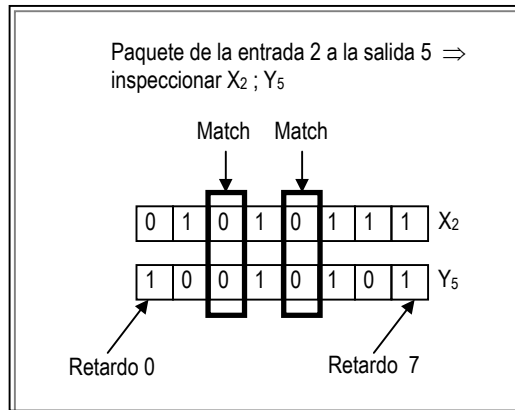 Paquete de la entrada 2 a la salida 5 ⇒
inspeccionar X₂ ; Y₅
Match Match
0 1 0 1 0 1 1 1 X₂
1 0 0 1 0 1 0 1 Y₅
Retardo 0 Retardo 7